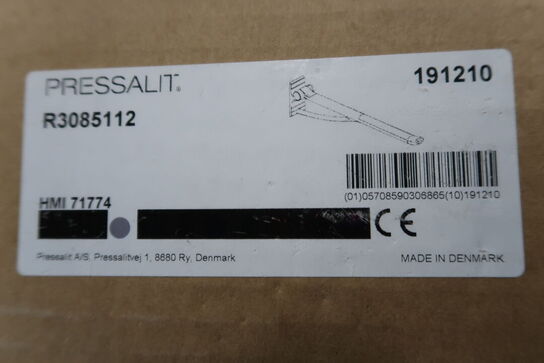 PRESSALIT.
191210
R3085112
(01)05708590306865(10)191210
HMI 71774
CE
Pressalit A/S, Pressalitvej 1, 8680 Ry, Denmark
MADE IN DENMARK